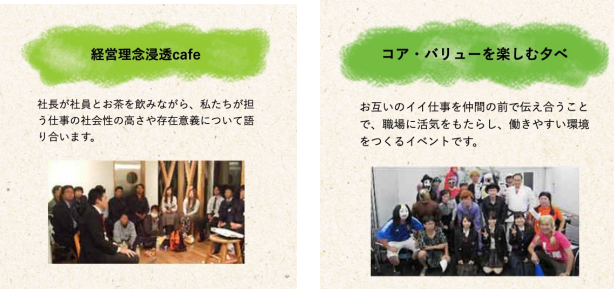 経営理念浸透cafe
社長が社員とお茶を飲みながら、私たちが担
う仕事の社会性の高さや存在意義について語
り合います。
コア・バリューを楽しむ夕べ
お互いのイイ仕事を仲間の前で伝え合うこと
で、職場に活気をもたらし、働きやすい環境
をつくるイベントです。